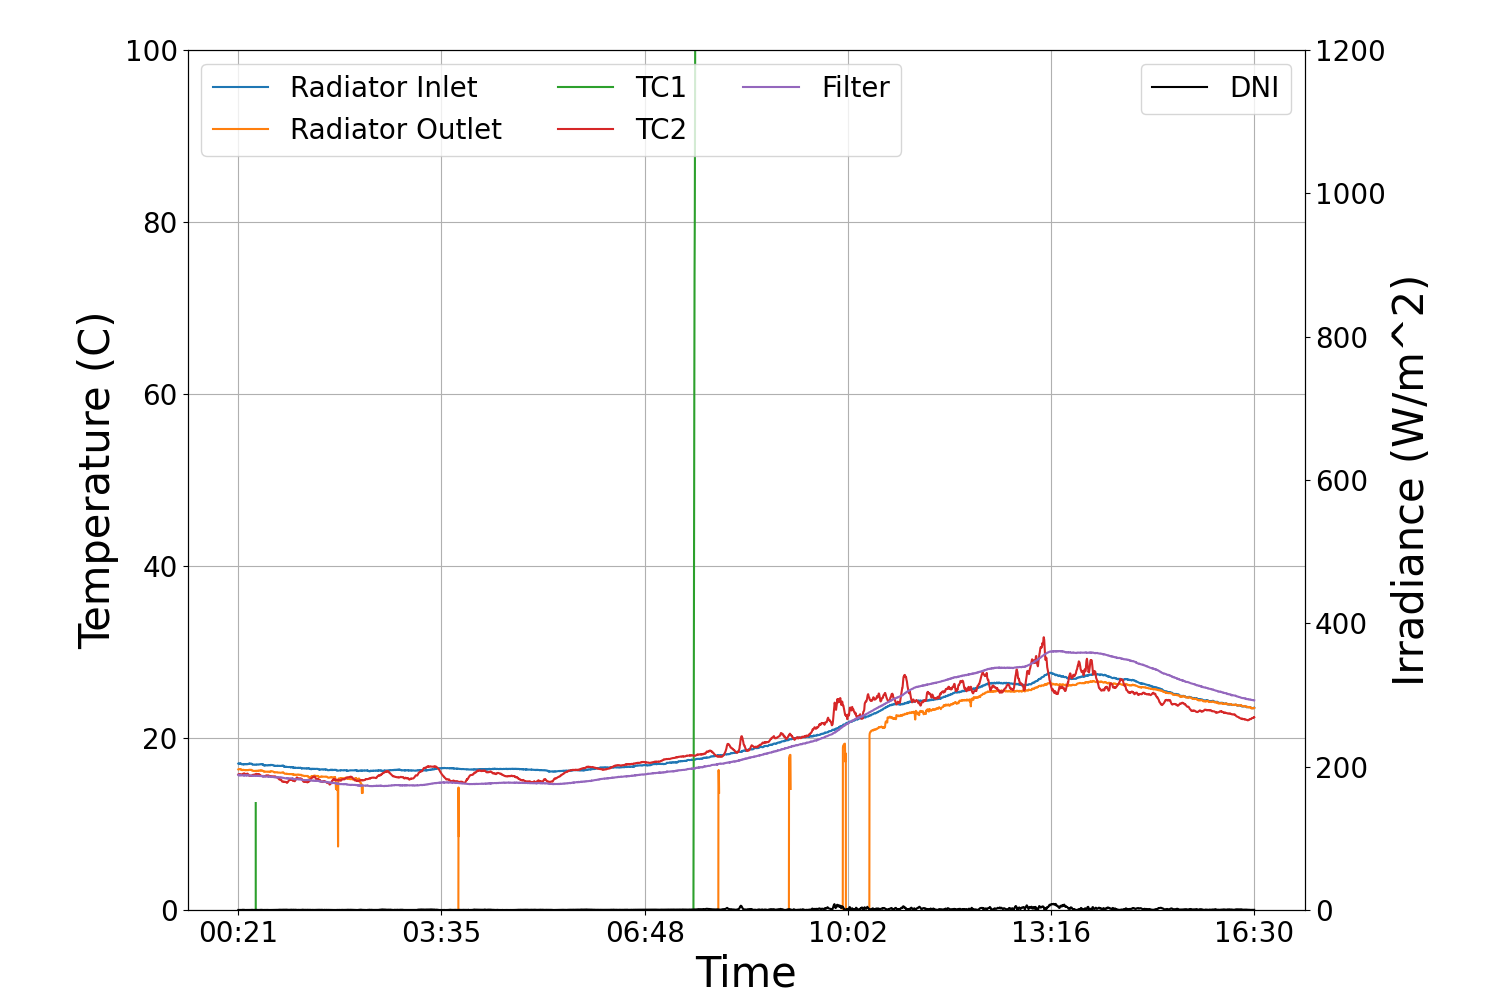 100
80
60
40
20
0
Temperature (C)
Radiator Inlet
Radiator Outlet
TC1
TC2
Filter
DNI
1200
1000
800
600
400
200
0
Irradiance (W/m^2)
00:21
03:35
06:48
10:02
13:16
16:30
Time